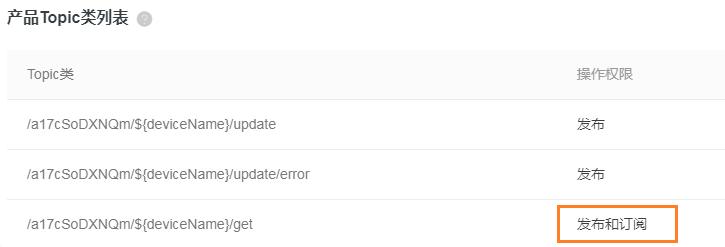 产品Topic类列表 ?
Topic类 操作权限
/a17cSoDXNQm/${deviceName}/update 发布
/a17cSoDXNQm/${deviceName}/update/error 发布
/a17cSoDXNQm/${deviceName}/get 发布和订阅